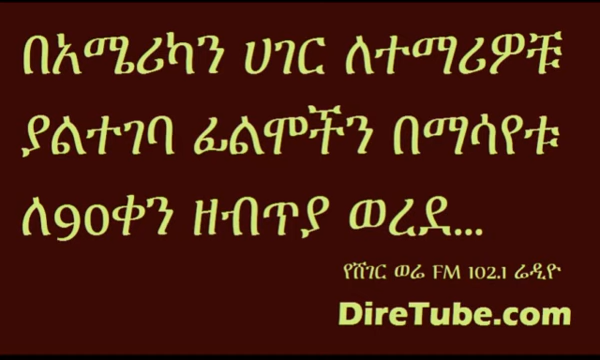 በአሜሪካን ሀገር ለተማሪዎቹ
ያልተገባ ፊልሞችን በማሳየቱ
ለ90ቀን ዘብጥያ ወረደ...
የሸገር ወሬ FM 102.1 ሬዲዮ
DireTube.com